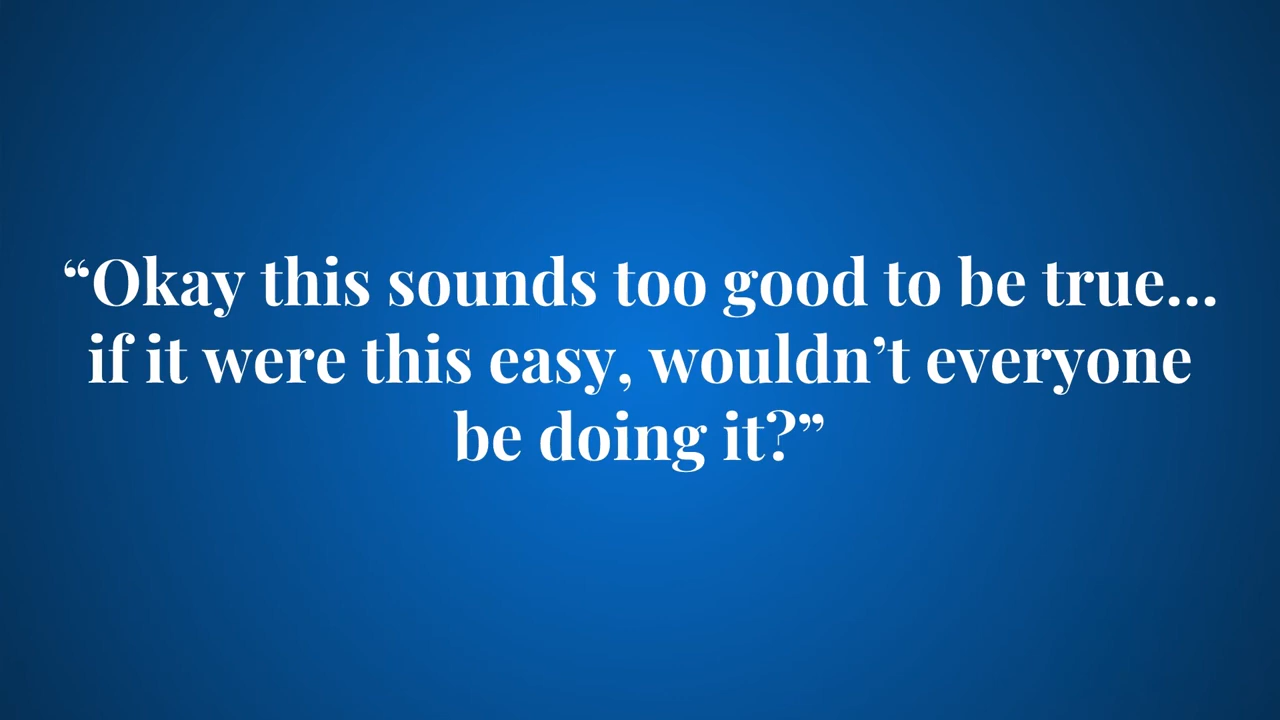 “Okay this sounds too good to be true...
if it were this easy, wouldn’t everyone
be doing it?”